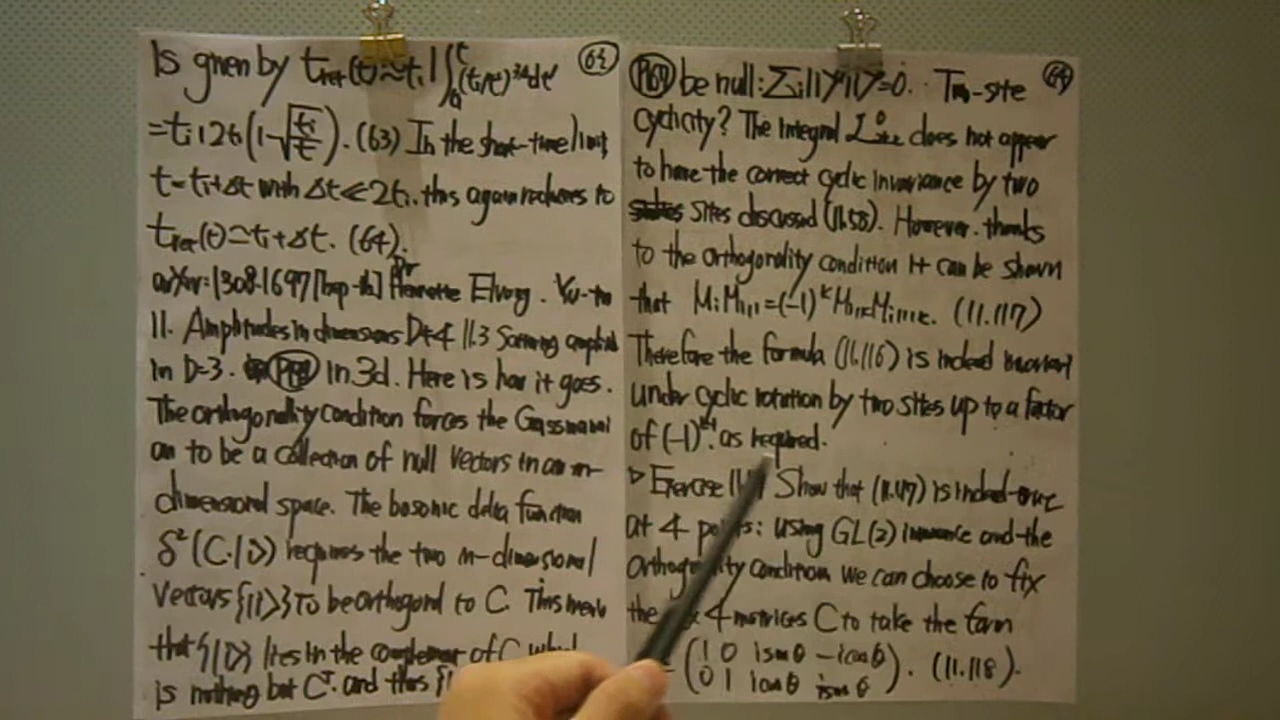 63
Is given by t_ret(t) ≃ t_i + ∫ (t_i/t')^{3/2} dt'
= t_i + 2t_i (1 - √(t_i/t)). (63) In the short-time limit,
t = t_i + Δt with Δt ≪ 2t_i, this again reduces to
t_ret(t) ≃ t_i + Δt. (64).
arXiv: 1308.1697 [hep-th] Elvang. Yu-tin
11. Amplitudes in dimensions D≠4 11.3 Scattering amplitudes
in D=3. in 3d. Here is how it goes.
The orthogonality condition forces the Grassmanni
an to be a collection of null vectors in an n-
dimensional space. The bosonic delta function
δ²(C·|i⟩) requires the two n-dimensional
vectors {|i⟩} to be orthogonal to C. This means
that {|i⟩} lies in the complement of C which
is nothing but Cᵀ. and thus {
64
be null: Σ_i |i⟩|i⟩=0. Two-site
cyclicity? The integral does not appear
to have the correct cyclic invariance by two
sites discussed (11.58). However, thanks
to the orthogonality condition it can be shown
that M_i M_{i+1} = (-1)^k M_{i+k} M_{i+1+k}. (11.117)
Therefore the formula (11.116) is indeed invariant
under cyclic rotation by two sites up to a factor
of (-1)^{k-1}. as required.
▷ Exercise Show that (11.117) is indeed true
at 4 points: using GL(2) invariance and the
orthogonality condition we can choose to fix
the 4 matrices C to take the form
= (1 0 i sin θ − i cos θ
0 1 i cos θ i sin θ). (11.118).